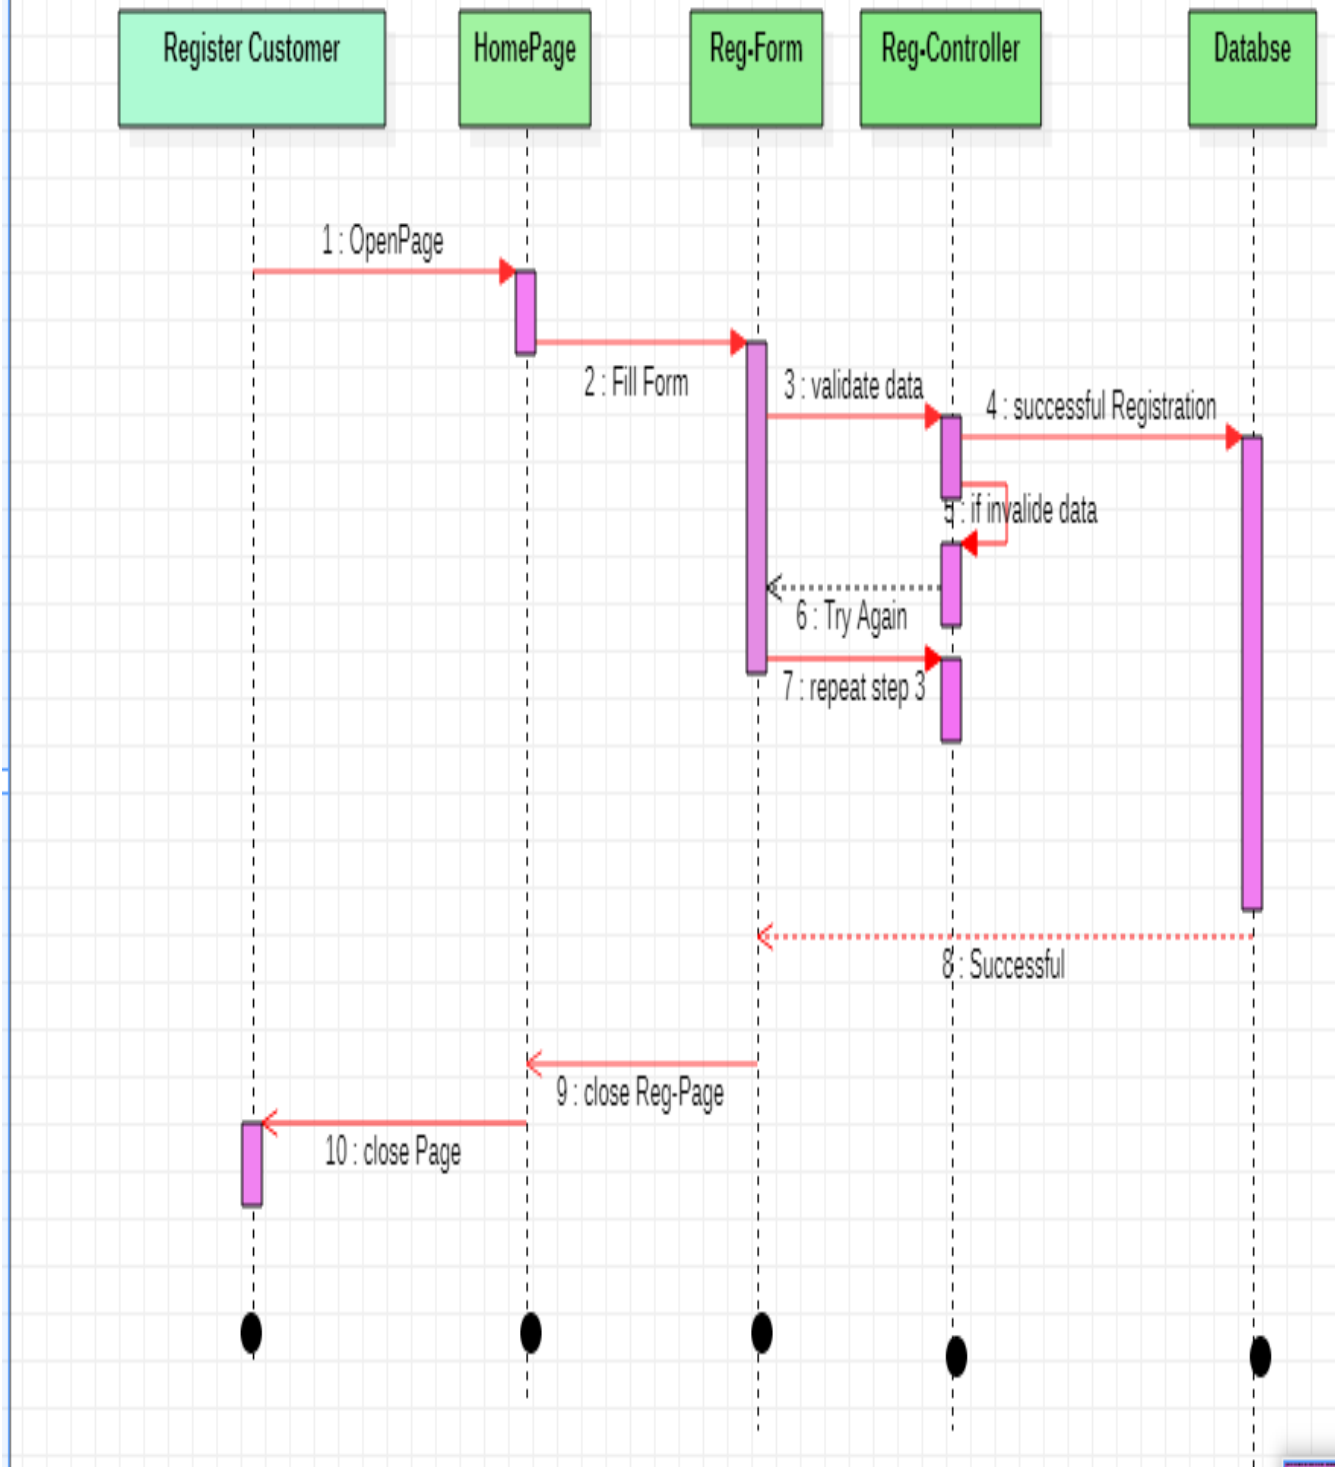 Register Customer
HomePage
Reg-Form
Reg-Controller
Databse
1 : OpenPage
2 : Fill Form
3 : validate data
4 : successful Registration
5 : if invalide data
6 : Try Again
7 : repeat step 3
8 : Successful
9 : close Reg-Page
10 : close Page